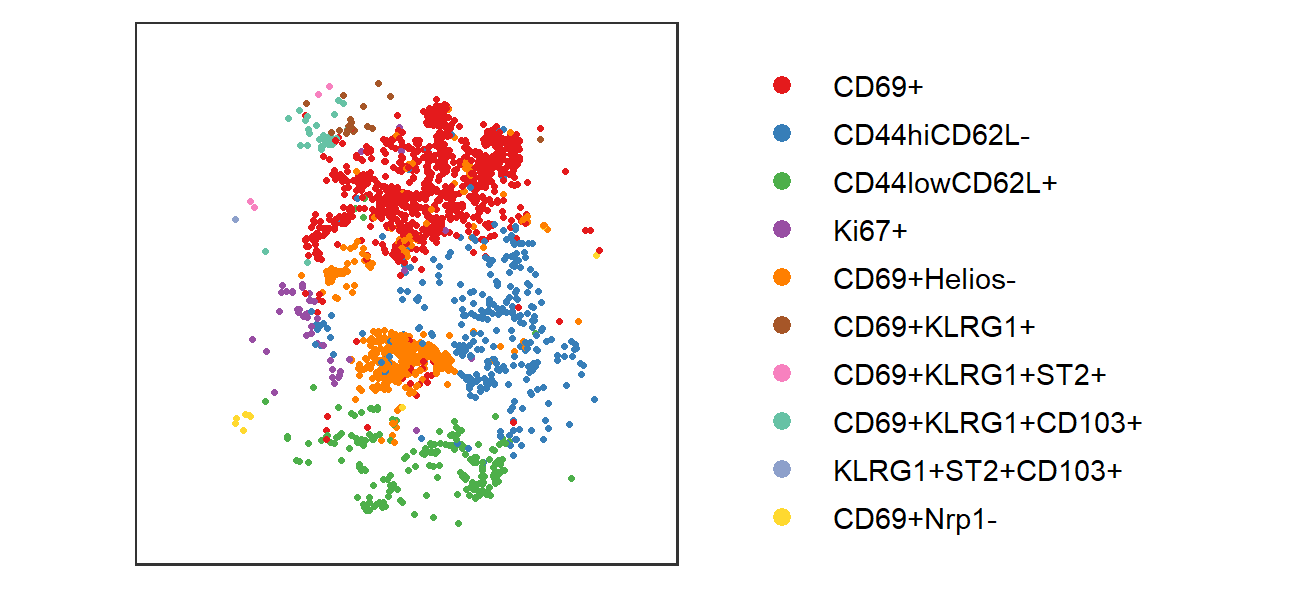 CD69+
CD44hiCD62L-
CD44lowCD62L+
Ki67+
CD69+Helios-
CD69+KLRG1+
CD69+KLRG1+ST2+
CD69+KLRG1+CD103+
KLRG1+ST2+CD103+
CD69+Nrp1-